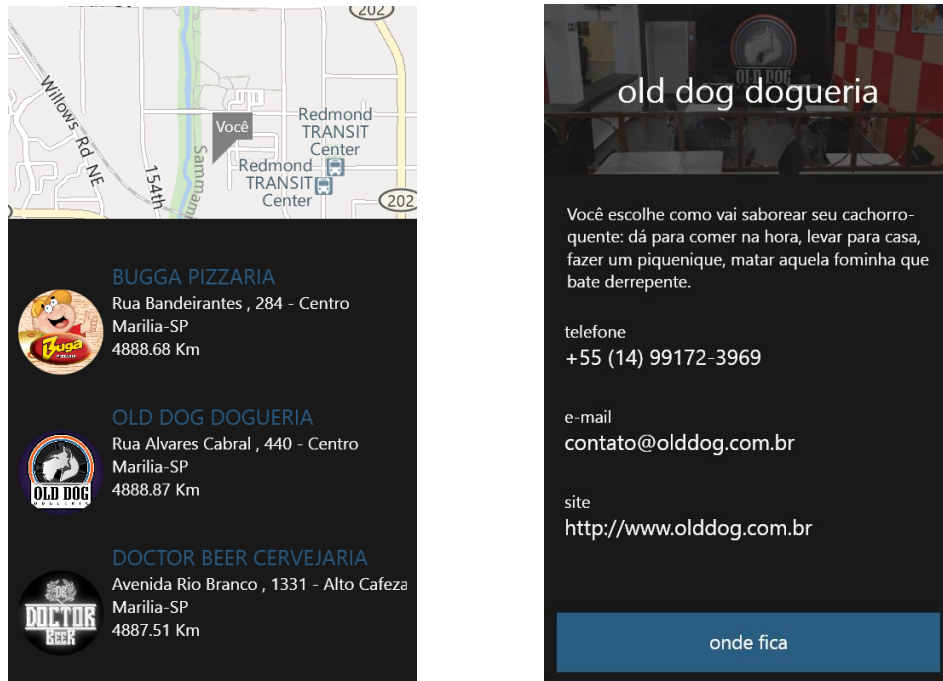 202
Willows Rd NE
154th
Sammam
Você
Redmond
TRANSIT
Center
Redmond
TRANSIT
Center
202
BUGGA PIZZARIA
Rua Bandeirantes , 284 - Centro
Marilia-SP
4888.68 Km
Buga
OLD DOG DOGUERIA
Rua Alvares Cabral , 440 - Centro
Marilia-SP
4888.87 Km
OLD DOG
DOGUERIA
DOCTOR BEER CERVEJARIA
Avenida Rio Branco , 1331 - Alto Cafeza
Marilia-SP
4887.51 Km
DB
DOCTOR
BEER
OLD DOG
old dog dogueria
Você escolhe como vai saborear seu cachorro-
quente: dá para comer na hora, levar para casa,
fazer um piquenique, matar aquela fominha que
bate derrepente.
telefone
+55 (14) 99172-3969
e-mail
contato@olddog.com.br
site
http://www.olddog.com.br
onde fica